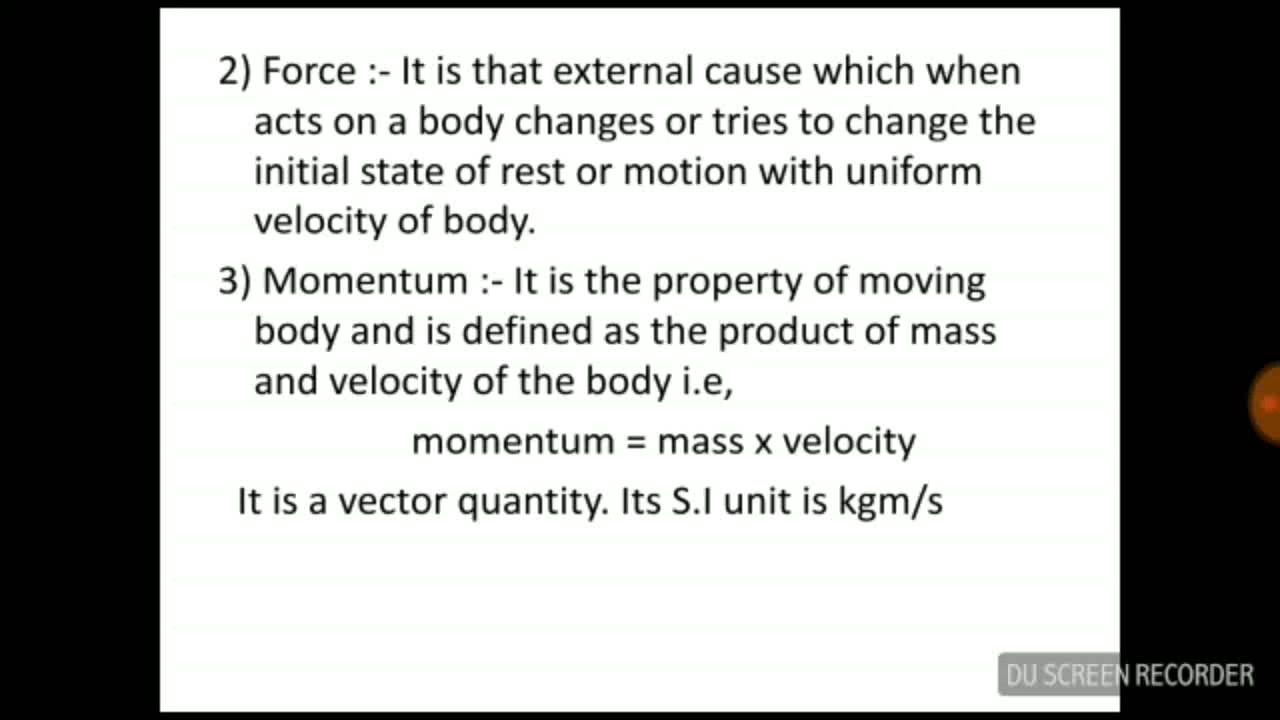 2) Force :- It is that external cause which when
acts on a body changes or tries to change the
initial state of rest or motion with uniform
velocity of body.
3) Momentum :- It is the property of moving
body and is defined as the product of mass
and velocity of the body i.e,
momentum = mass x velocity
It is a vector quantity. Its S.I unit is kgm/s
DU SCREEN RECORDER